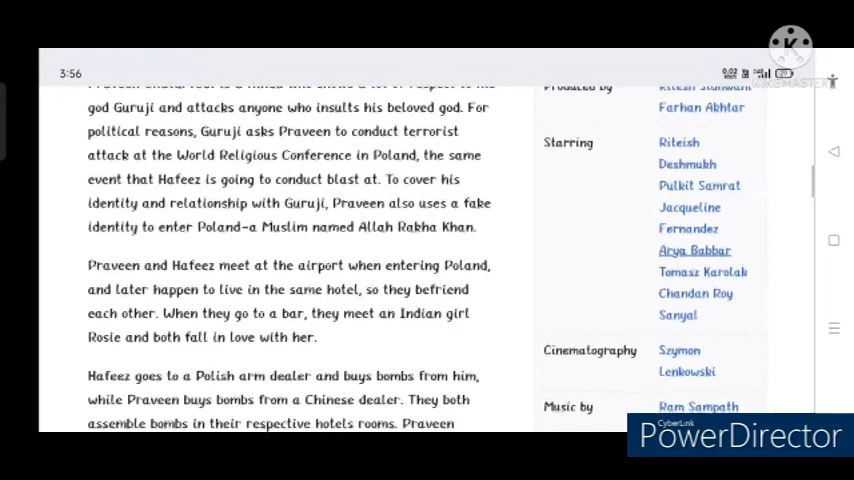 3:56
0.02
god Guruji and attacks anyone who insults his beloved god. For
political reasons, Guruji asks Praveen to conduct terrorist
attack at the World Religious Conference in Poland, the same
event that Hafeez is going to conduct blast at. To cover his
identity and relationship with Guruji, Praveen also uses a fake
identity to enter Poland-a Muslim named Allah Rakha Khan.
Praveen and Hafeez meet at the airport when entering Poland,
and later happen to live in the same hotel, so they befriend
each other. When they go to a bar, they meet an Indian girl
Rosie and both fall in love with her.
Hafeez goes to a Polish arm dealer and buys bombs from him,
while Praveen buys bombs from a Chinese dealer. They both
assemble bombs in their respective hotels rooms. Praveen
Produced by
Farhan Akhtar
Starring
Riteish
Deshmukh
Pulkit Samrat
Jacqueline
Fernandez
Arya Babbar
Tomasz Karolak
Chandan Roy
Sanyal
Cinematography
Szymon
Lenkowski
Music by
Ram Sampath
K
KINEMASTER
CyberLink
PowerDirector